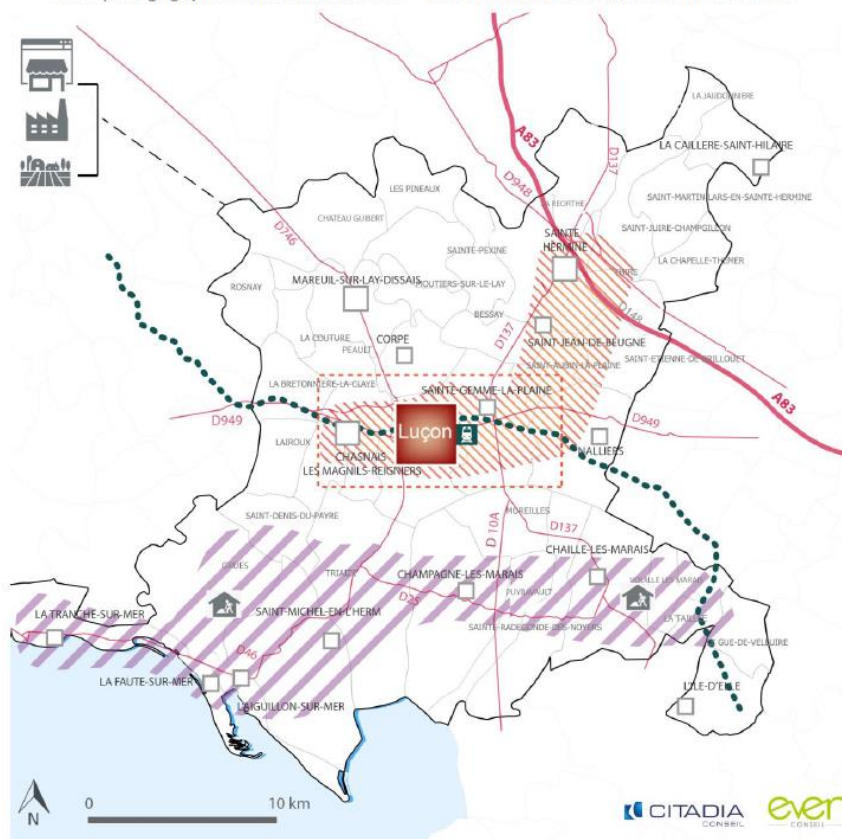 A83
D137
LA JAUDONNIERE
D948
LA CAILLERE-SAINT-HILAIRE
LES PINEAUX
LA REORTHE
SAINT-MARTIN-LARS-EN-SAINTE-HERMINE
CHATEAU GUIBERT
D746
SAINTE
HERMINE
SAINT-JUIRE-CHAMPGILLON
SAINTE-PEXINE
LA CHAPELLE-THEMER
THIRE
ROSNAY
MAREUIL-SUR-LAY-DISSAIS
MOUTIERS-SUR-LE-LAY
BESSAY
D148
D137
LA COUTURE
CORPE
SAINT-JEAN-DE-BEUGNE
PEAULT
SAINT-AUBIN-LA-PLAINE
SAINT-ETIENNE-DE-BRILLOUET
LA BRETONNIERE-LA-CLAYE
SAINTE-GEMME-LA-PLAINE
A83
D949
D949
Luçon
LAIROUX
CHASNAIS
NALLIERS
LES MAGNILS-REIGNIERS
SAINT-DENIS-DU-PAYRE
MOREILLES
D137
D 10A
CHAILLE-LES-MARAIS
GRUES
TRIAIZE
CHAMPAGNE-LES-MARAIS
VOUILLE LES MARAIS
PUYRAVAULT
D25
LA TRANCHE-SUR-MER
SAINT-MICHEL-EN-L'HERM
LA TAILLEE
SAINTE-RADEGONDE-DES-NOYERS
D46
GUE-DE-VELLUIRE
LA FAUTE-SUR-MER
L'ILE-D'ELLE
L'AIGUILLON-SUR-MER
N
0
10 km
CITADIA
CONSEIL
even
CONSEIL